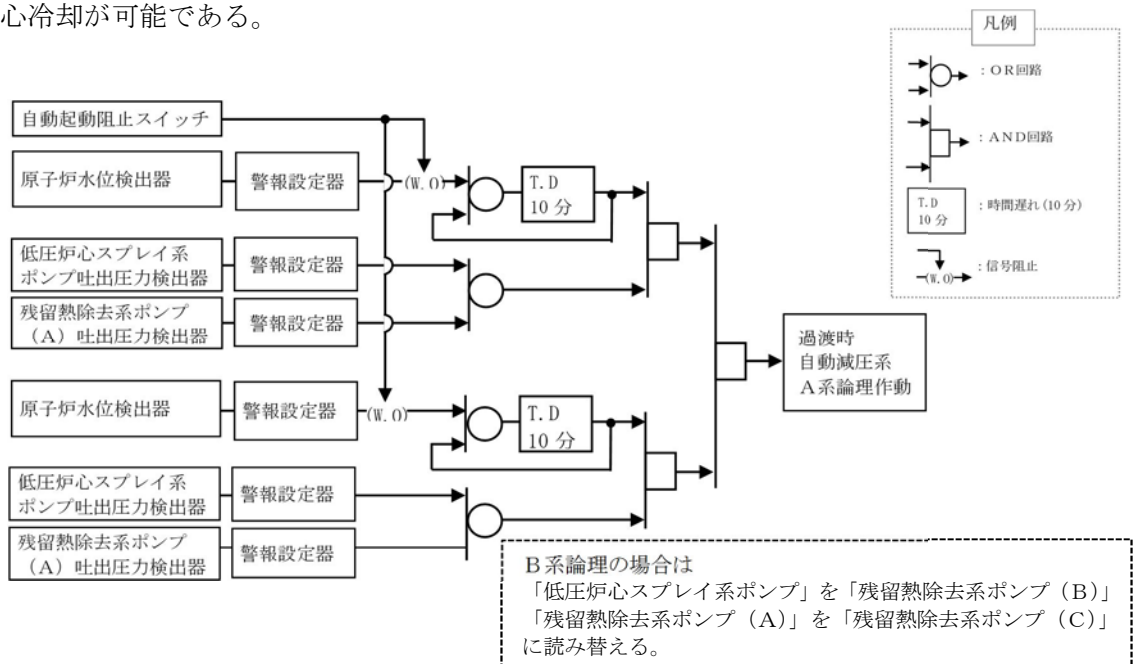 心冷却が可能である。
凡例
:OR回路
:AND回路
T.D
10分
:時間遅れ(10分)
(W.O)
:信号阻止
自動起動阻止スイッチ
原子炉水位検出器
警報設定器
(W.O)
T.D
10分
低圧炉心スプレイ系
ポンプ吐出圧力検出器
警報設定器
残留熱除去系ポンプ
(A)吐出圧力検出器
警報設定器
過渡時
自動減圧系
A系論理作動
原子炉水位検出器
警報設定器
(W.O)
T.D
10分
低圧炉心スプレイ系
ポンプ吐出圧力検出器
警報設定器
残留熱除去系ポンプ
(A)吐出圧力検出器
警報設定器
B系論理の場合は
「低圧炉心スプレイ系ポンプ」を「残留熱除去系ポンプ(B)」
「残留熱除去系ポンプ(A)」を「残留熱除去系ポンプ(C)」
に読み替える。